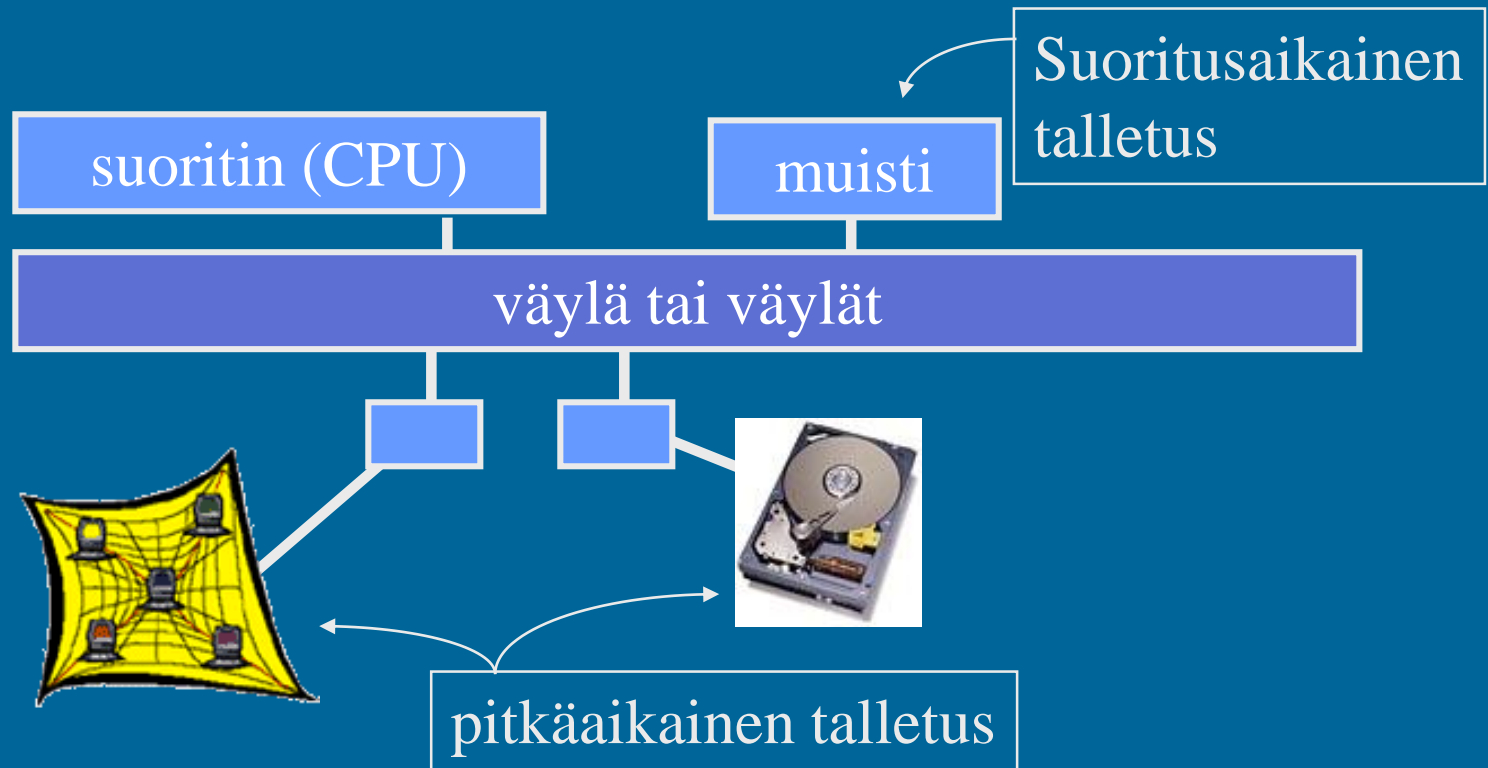 Suoritusaikainen
talletus
suoritin (CPU)
muisti
väylä tai väylät
pitkäaikainen talletus